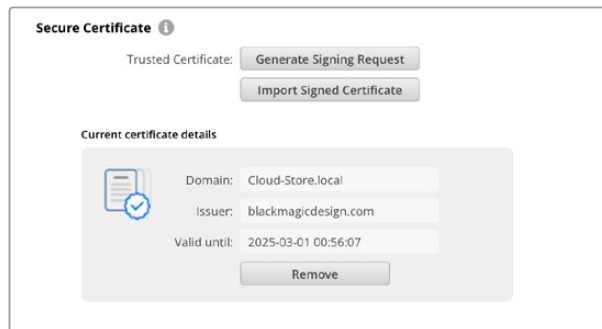 Secure Certificate
Trusted Certificate: Generate Signing Request
Import Signed Certificate
Current certificate details
Domain: Cloud-Store.local
Issuer: blackmagicdesign.com
Valid until: 2025-03-01 00:56:07
Remove